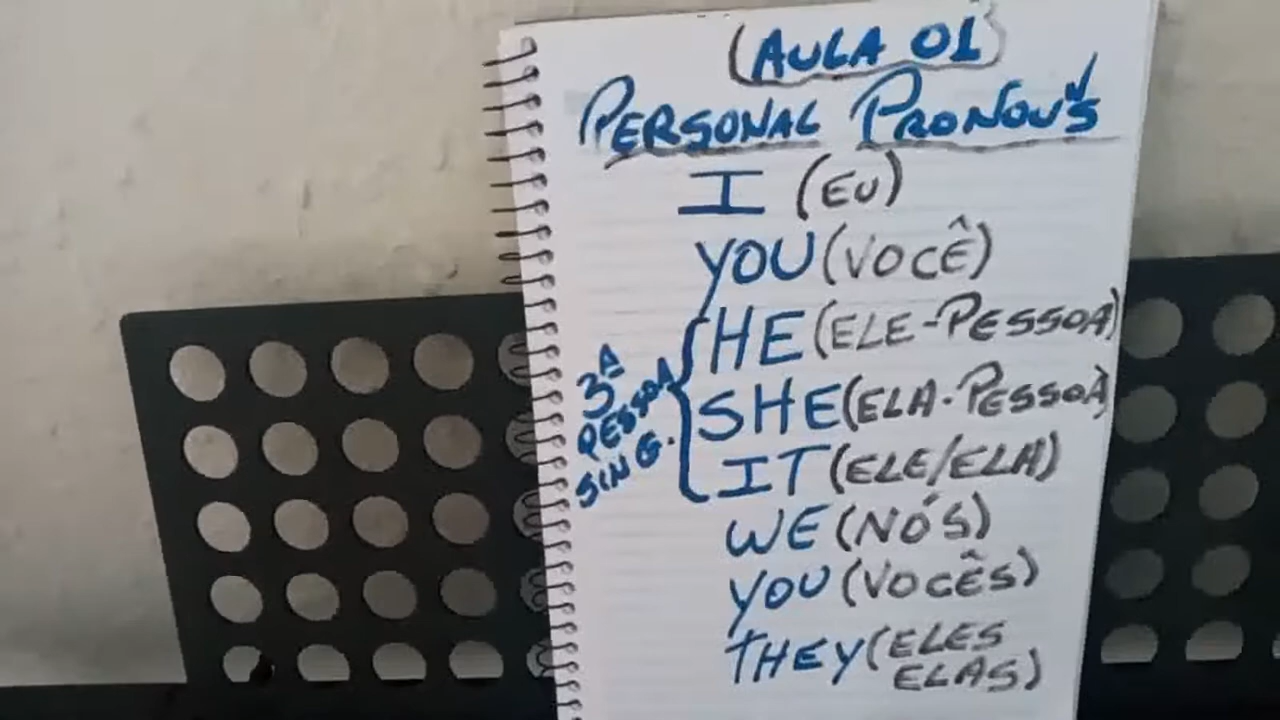 (AULA 01)
PERSONAL PRONOUNS
I (EU)
YOU (VOCÊ)
HE (ELE-PESSOA)
SHE (ELA-PESSOA)
IT (ELE/ELA)
3ª PESSOA SING.
WE (NÓS)
YOU (VOCÊS)
THEY (ELES
ELAS)